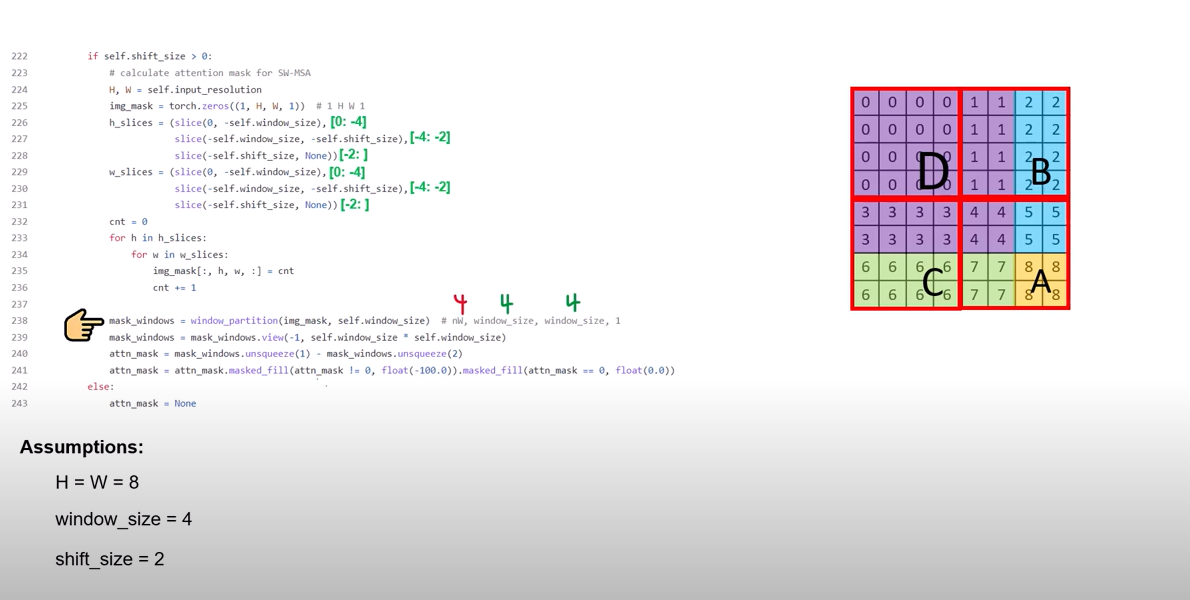 222 if self.shift_size > 0:
223 # calculate attention mask for SW-MSA
224 H, W = self.input_resolution
225 img_mask = torch.zeros((1, H, W, 1)) # 1 H W 1
226 h_slices = (slice(0, -self.window_size), [0: -4]
227 slice(-self.window_size, -self.shift_size), [-4: -2]
228 slice(-self.shift_size, None)) [-2: ]
229 w_slices = (slice(0, -self.window_size), [0: -4]
230 slice(-self.window_size, -self.shift_size), [-4: -2]
231 slice(-self.shift_size, None)) [-2: ]
232 cnt = 0
233 for h in h_slices:
234 for w in w_slices:
235 img_mask[:, h, w, :] = cnt
236 cnt += 1
237 4 4 4
238 mask_windows = window_partition(img_mask, self.window_size) # nW, window_size, window_size, 1
239 mask_windows = mask_windows.view(-1, self.window_size * self.window_size)
240 attn_mask = mask_windows.unsqueeze(1) - mask_windows.unsqueeze(2)
241 attn_mask = attn_mask.masked_fill(attn_mask != 0, float(-100.0)).masked_fill(attn_mask == 0, float(0.0))
242 else:
243 attn_mask = None
0 0 0 0 1 1 2 2
0 0 0 0 1 1 2 2
0 0 0 0 1 1 2 2
0 0 0 0 1 1 2 2
D B
3 3 3 3 4 4 5 5
3 3 3 3 4 4 5 5
6 6 6 6 7 7 8 8
6 6 6 6 7 7 8 8
C A
Assumptions:
H = W = 8
window_size = 4
shift_size = 2